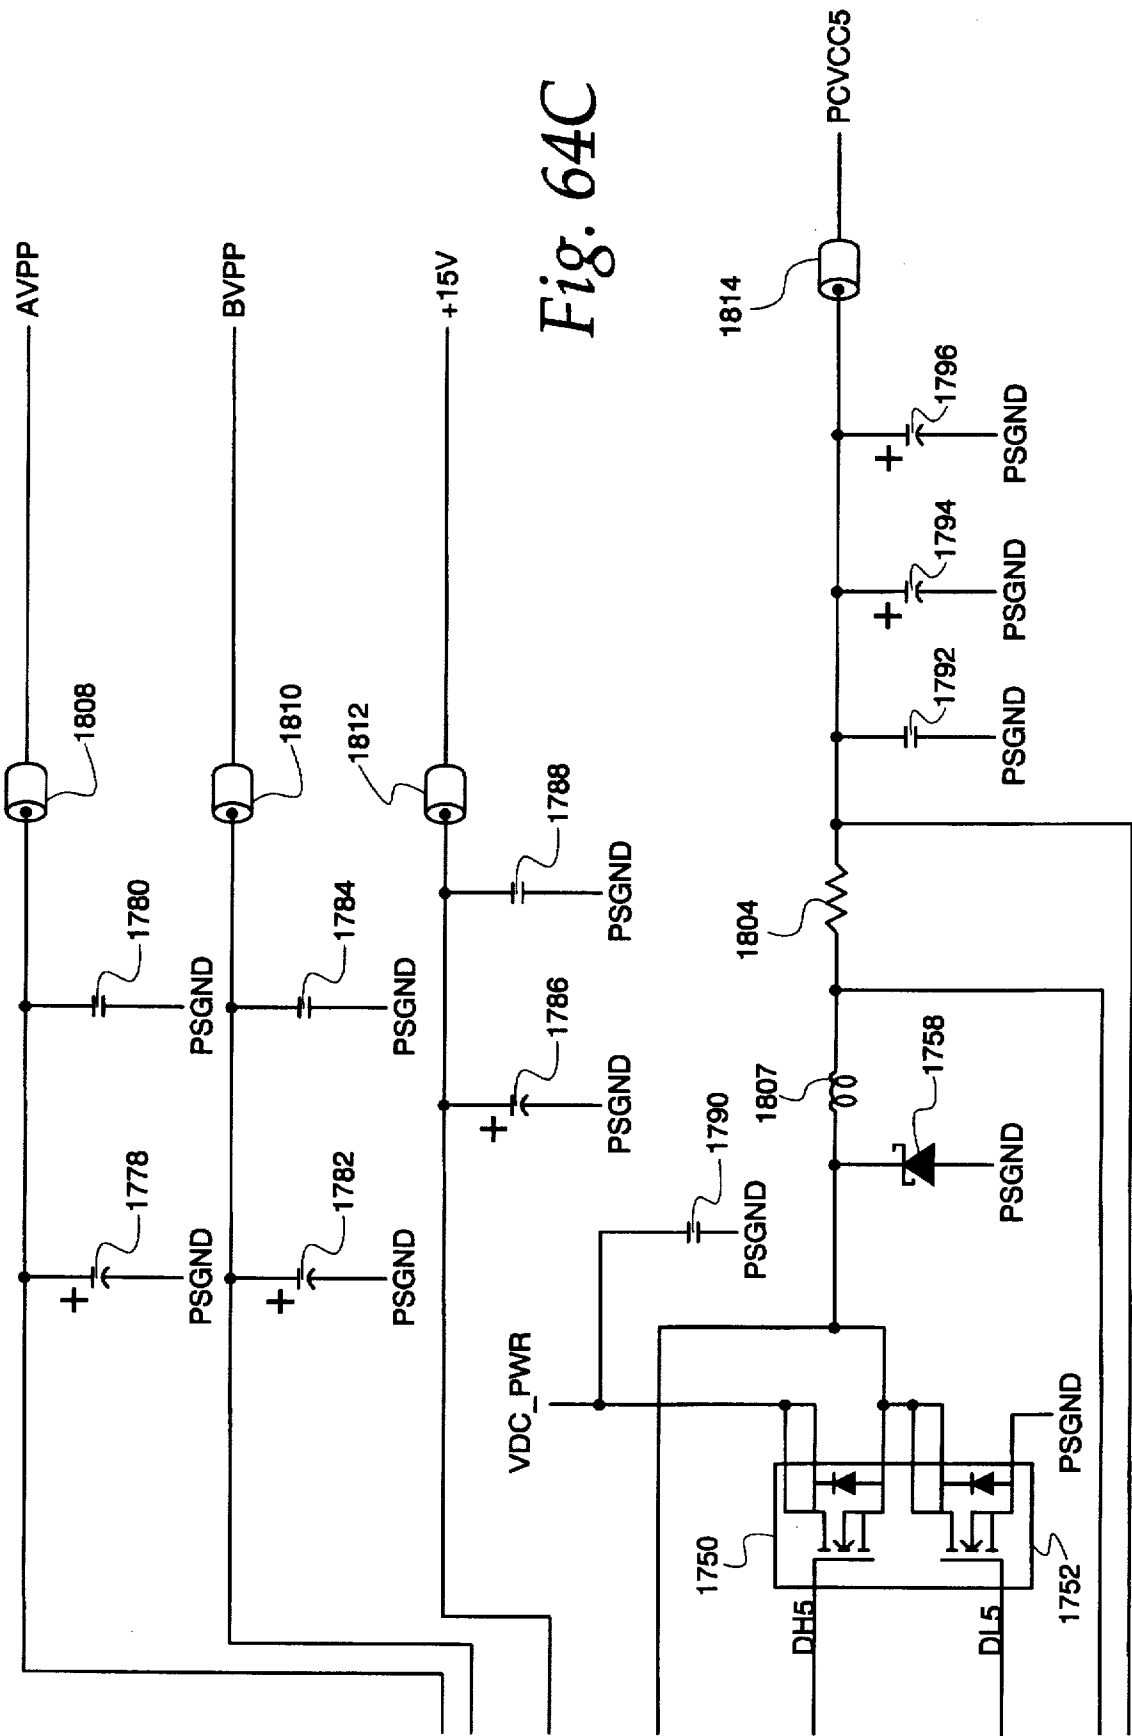 AVPP
1808
1780
PSGND
1778
PSGND
BVPP
1810
1784
PSGND
1782
PSGND
+15V
1812
1788
PSGND
1786
PSGND
+
+
+
Fig. 64C
VDC_PWR
1790
PSGND
PCVCC5
1814
1796
+
PSGND
1794
+
PSGND
1792
PSGND
1804
1807
1758
PSGND
1750
1752
DH5
DL5
PSGND